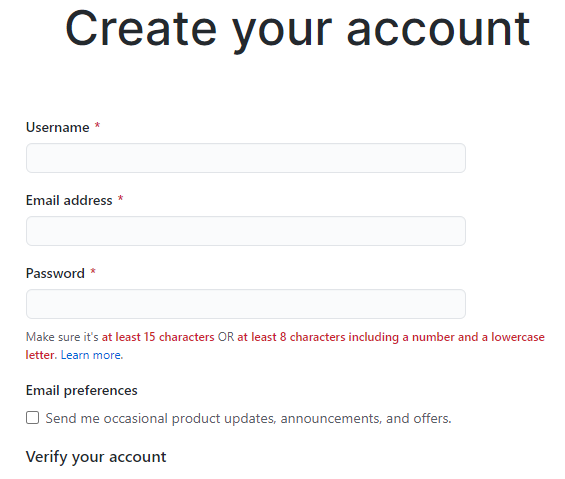 Create your account
Username *
Email address *
Password *
Make sure it's at least 15 characters OR at least 8 characters including a number and a lowercase
letter. Learn more.
Email preferences
Send me occasional product updates, announcements, and offers.
Verify your account